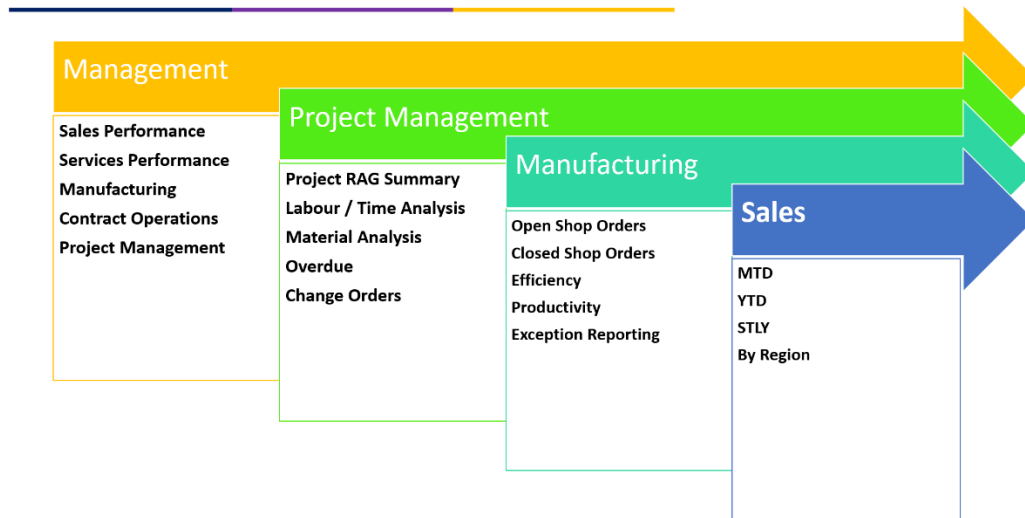 Management
Sales Performance
Services Performance
Manufacturing
Contract Operations
Project Management
Project Management
Project RAG Summary
Labour / Time Analysis
Material Analysis
Overdue
Change Orders
Manufacturing
Open Shop Orders
Closed Shop Orders
Efficiency
Productivity
Exception Reporting
Sales
MTD
YTD
STLY
By Region